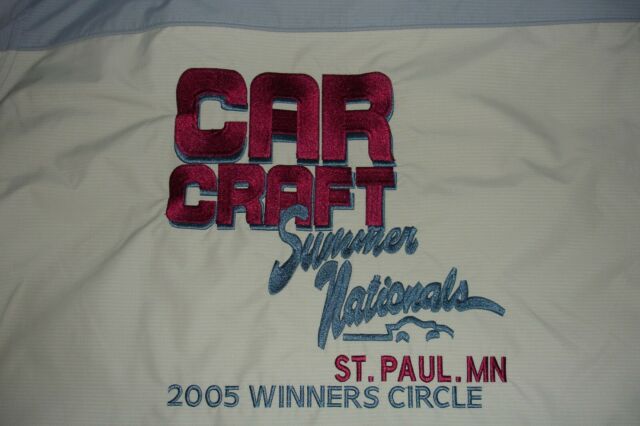 CAR
CRAFT
Summer
Nationals
ST. PAUL. MN
2005 WINNERS CIRCLE